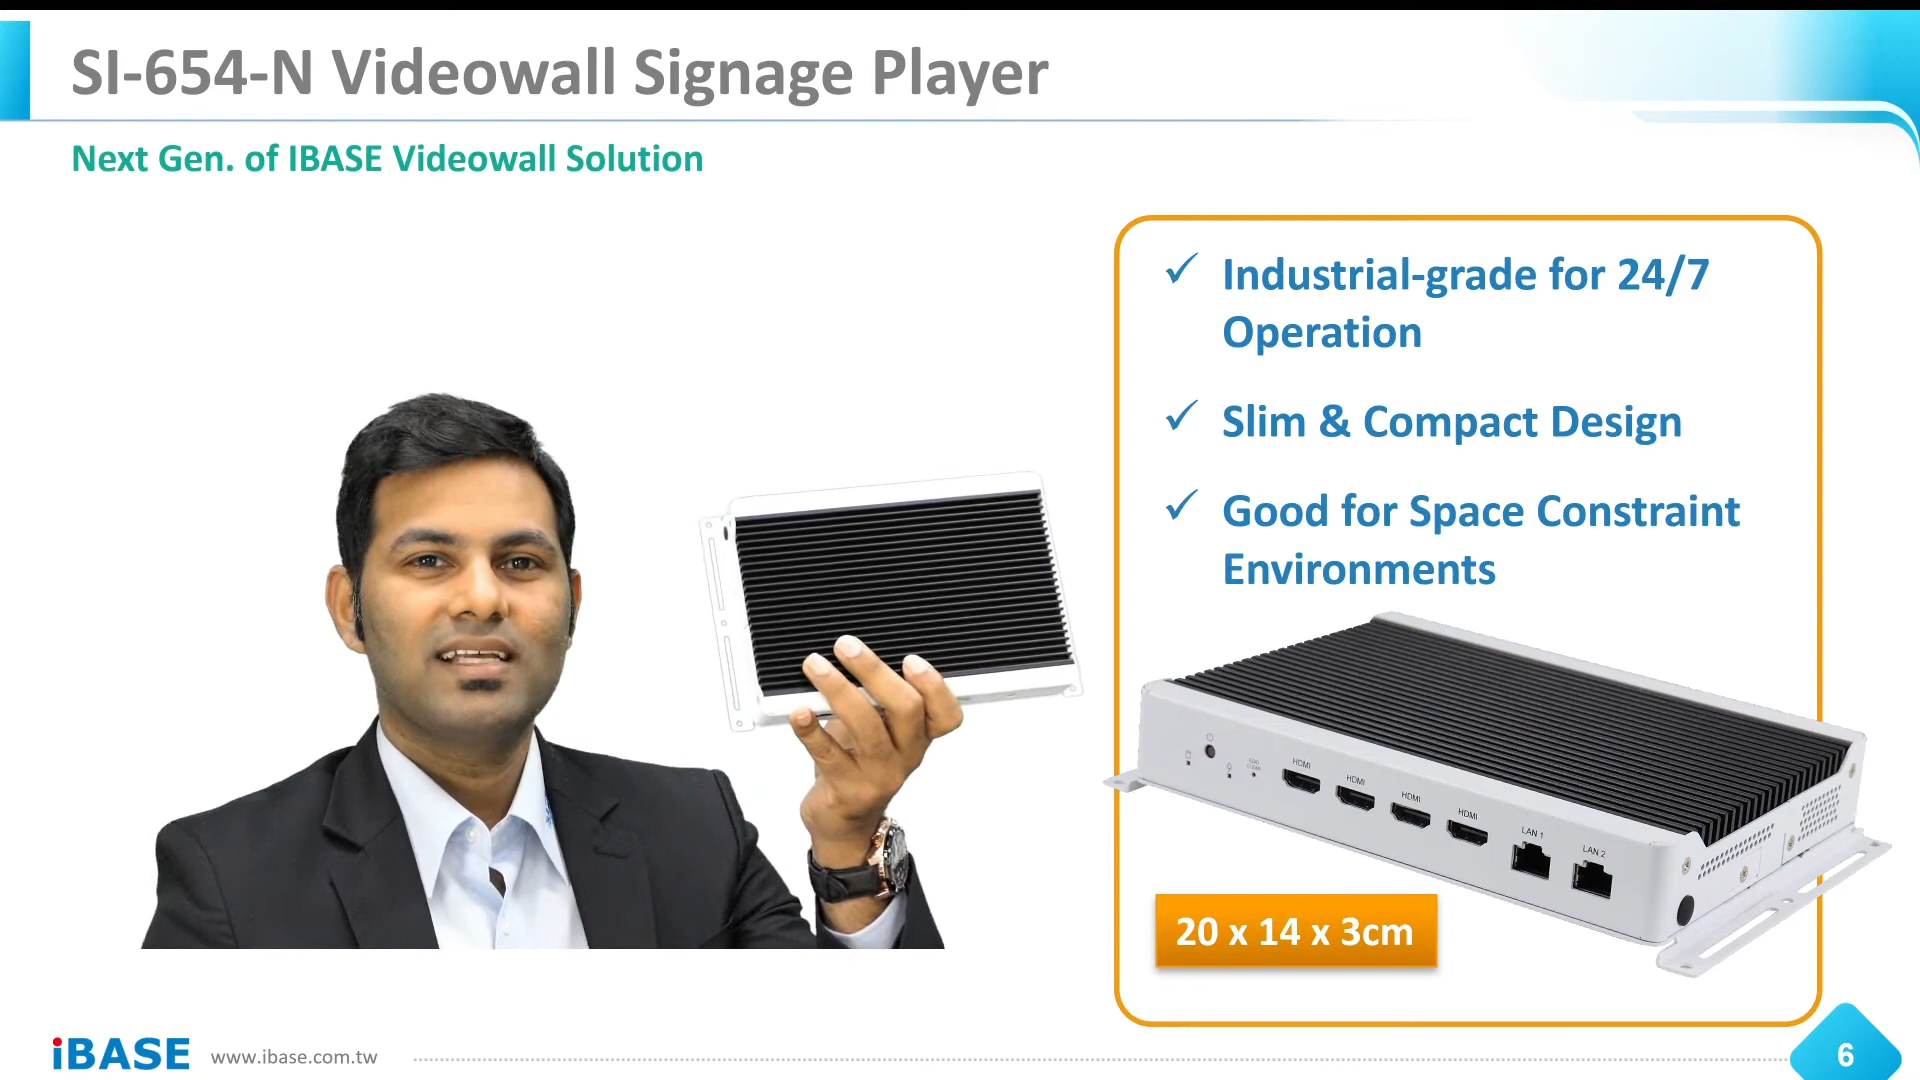 SI-654-N Videowall Signage Player
Next Gen. of IBASE Videowall Solution
✓ Industrial-grade for 24/7
Operation
✓ Slim & Compact Design
✓ Good for Space Constraint
Environments
HDMI
HDMI
HDMI
HDMI
LAN 1
LAN 2
20 x 14 x 3cm
iBASE www.ibase.com.tw
6